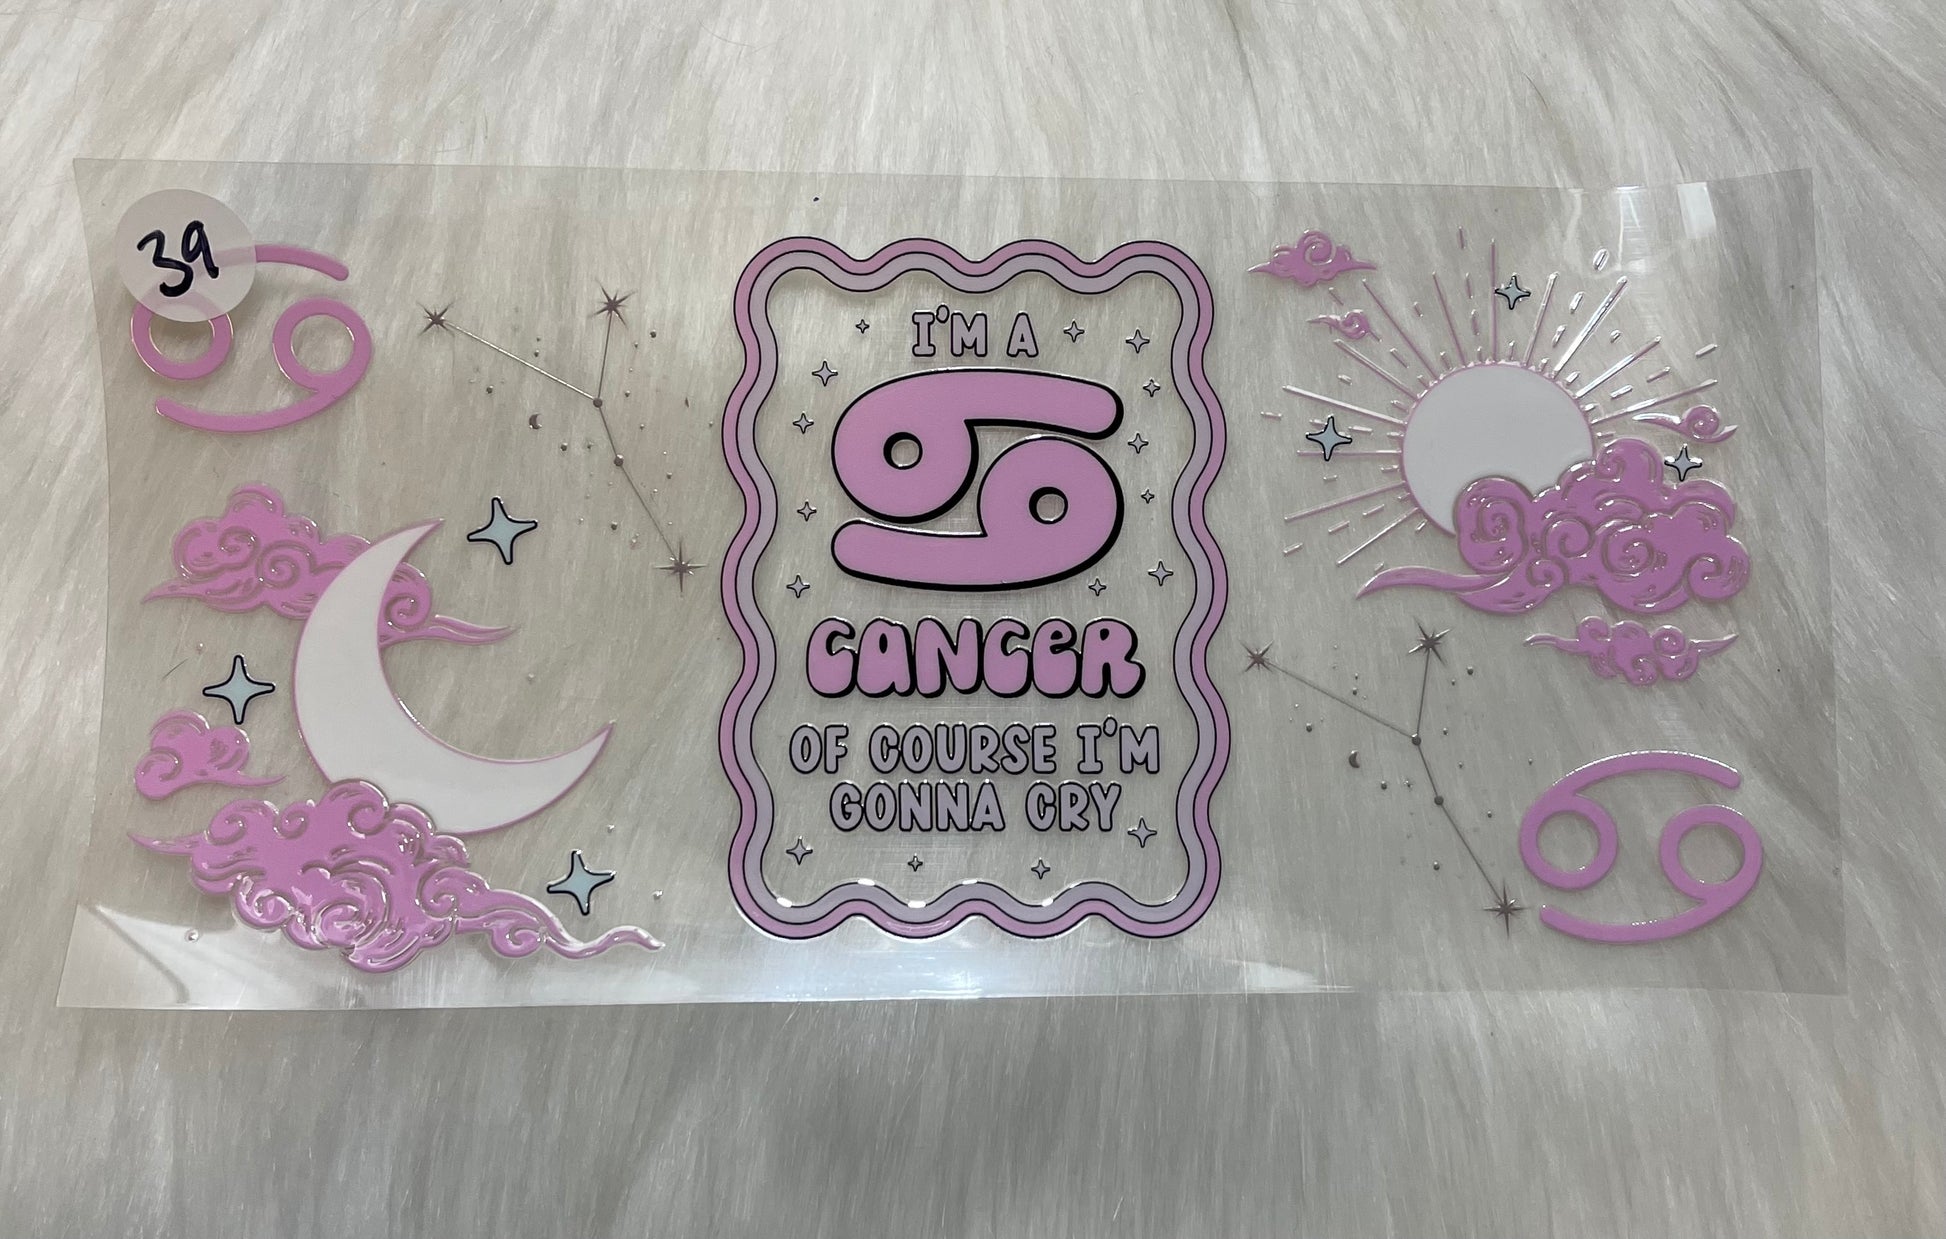 39
I'M A
CANCER
OF COURSE I'M
GONNA CRY